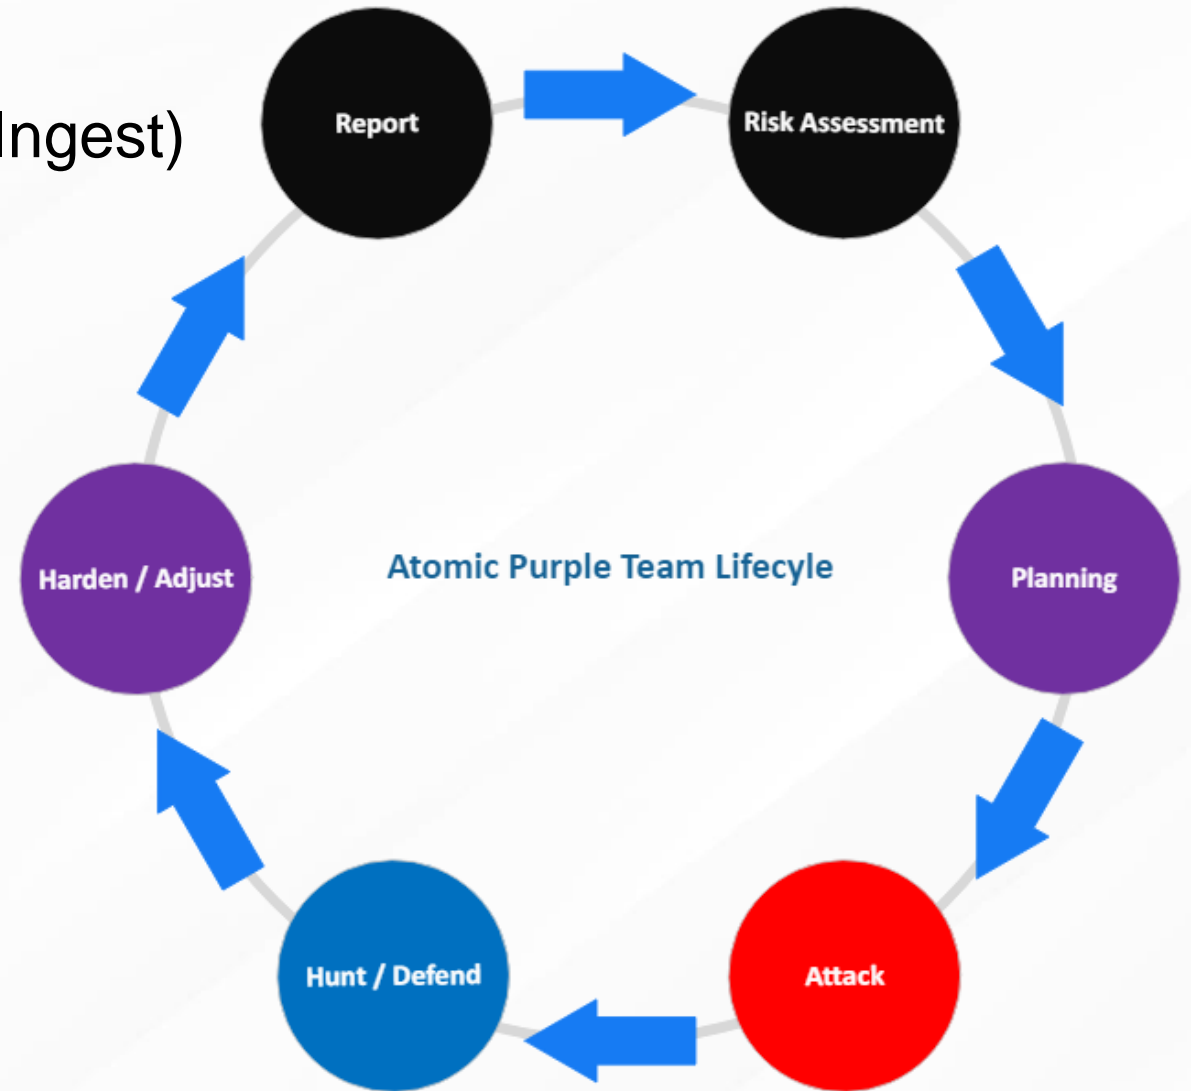 Ingest)
Report
Risk Assessment
Harden / Adjust
Atomic Purple Team Lifecyle
Planning
Hunt / Defend
Attack